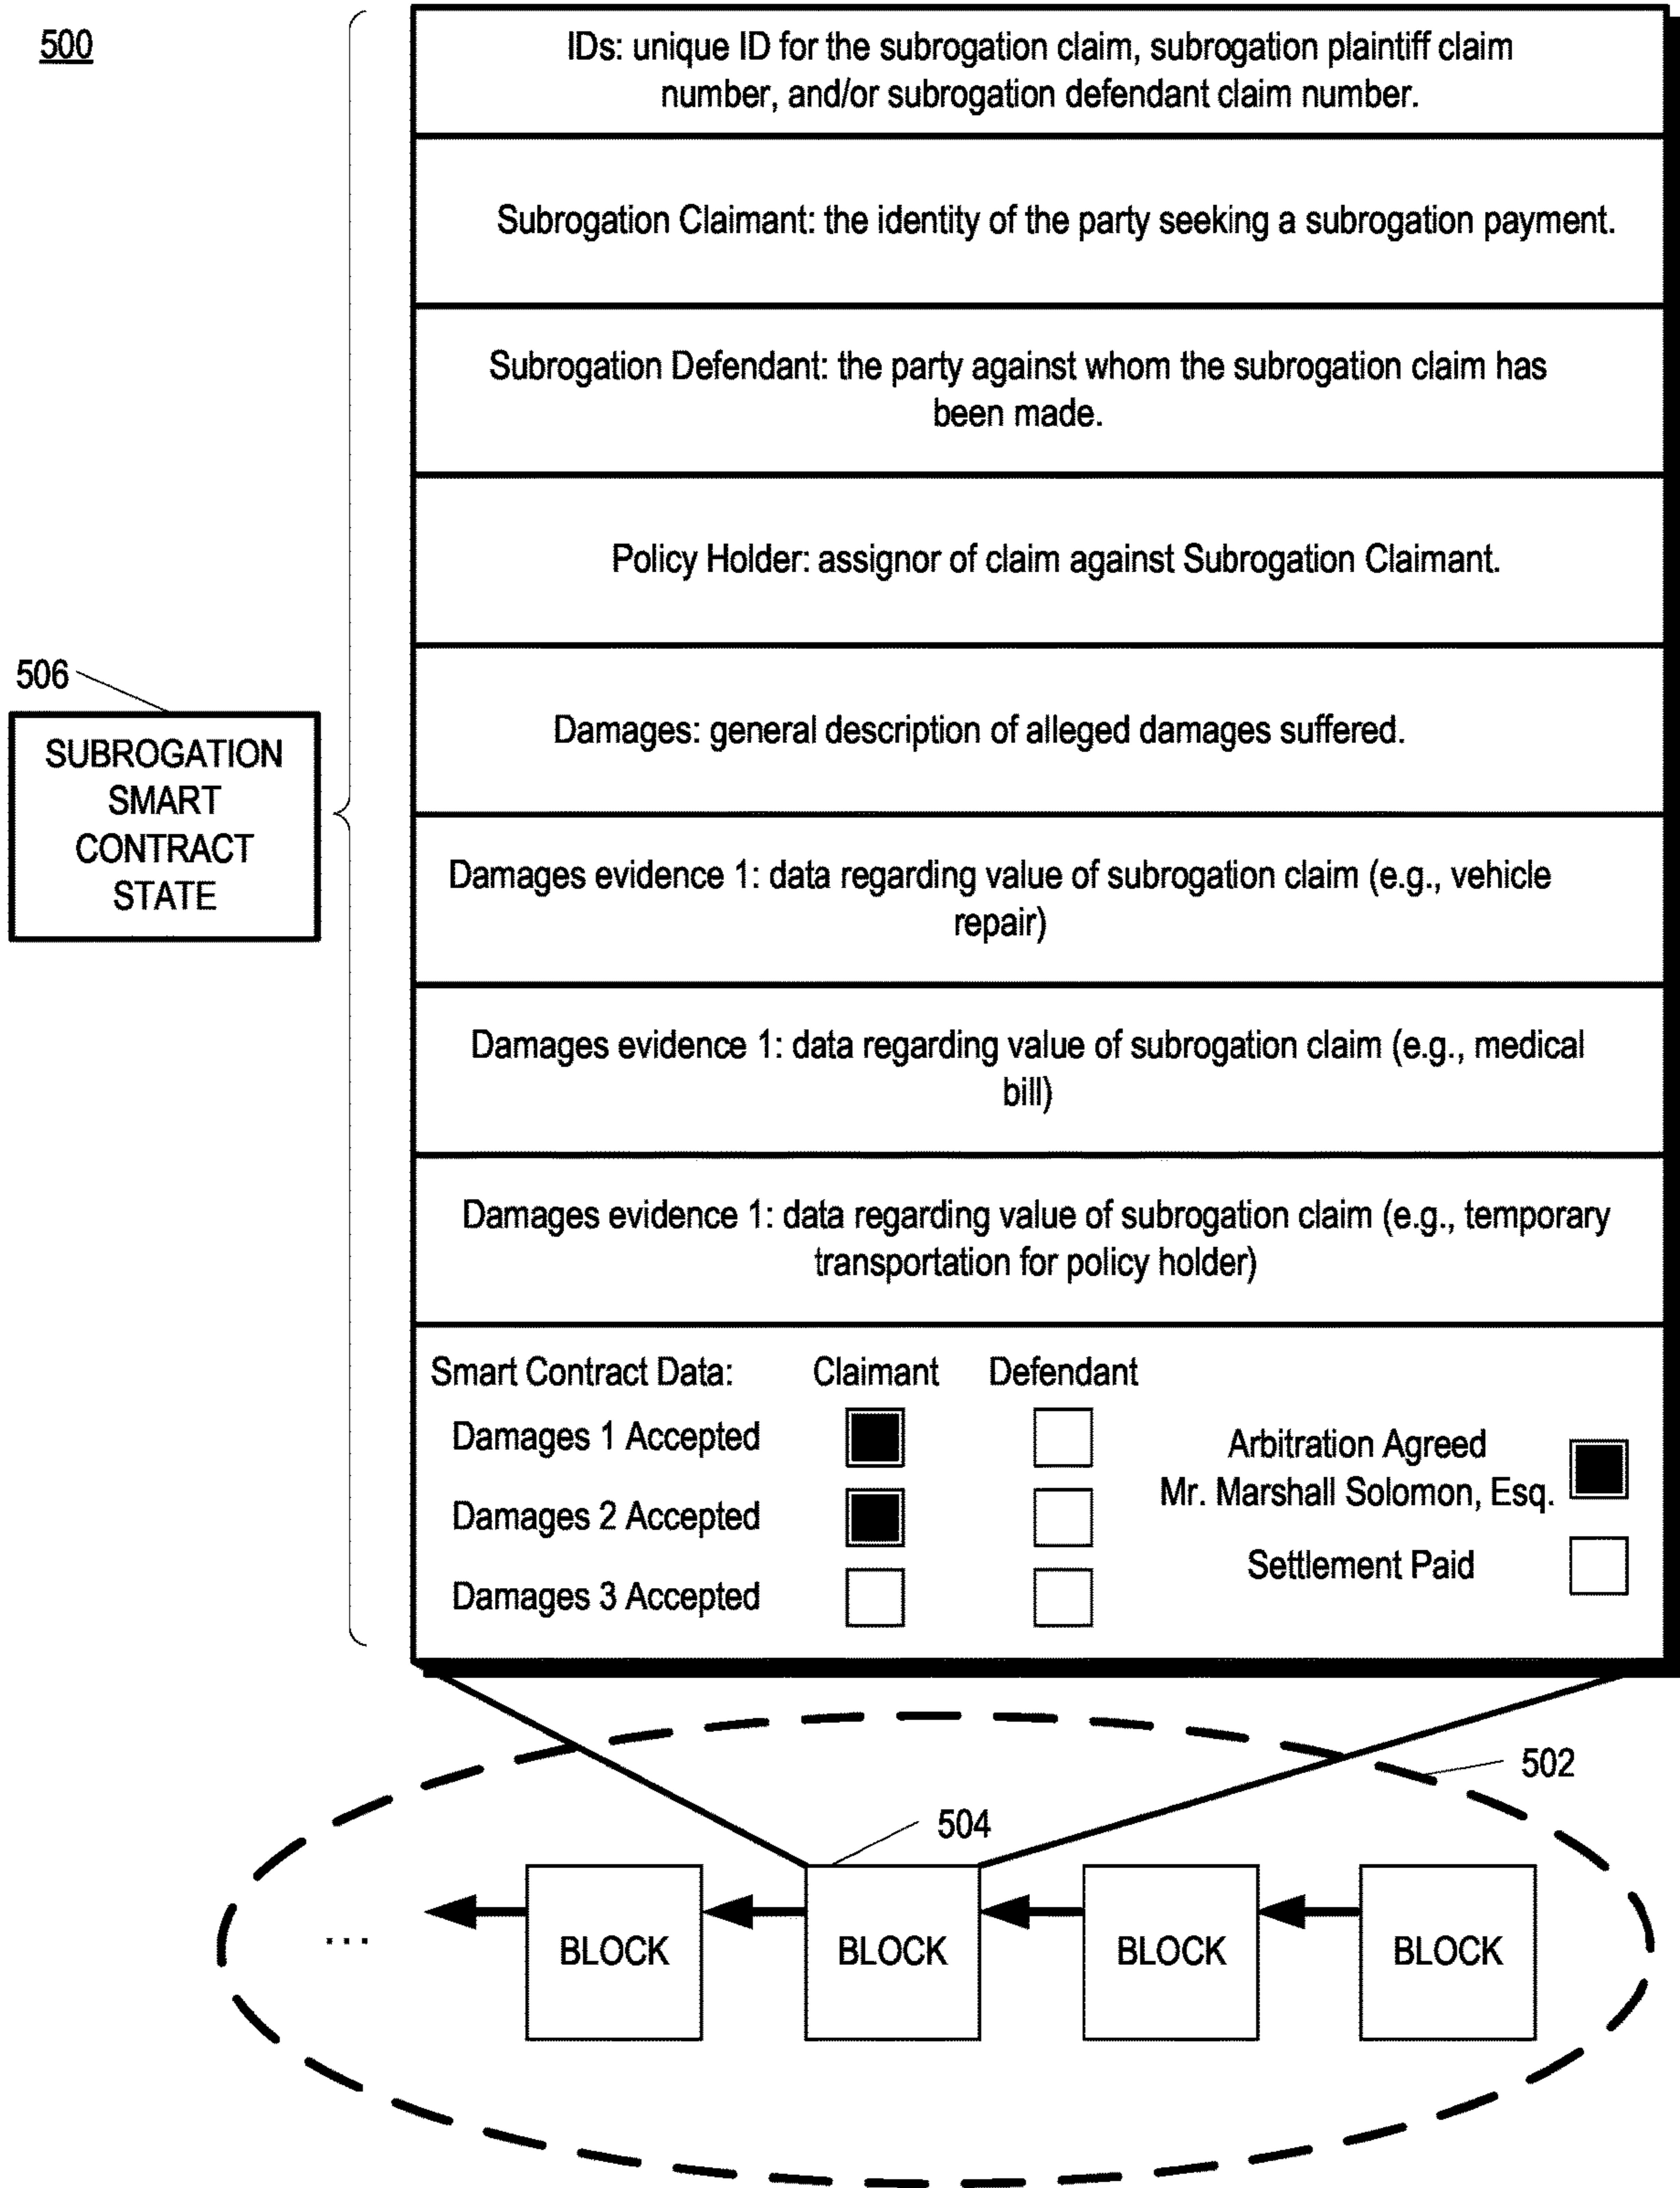 500
IDs: unique ID for the subrogation claim, subrogation plaintiff claim
number, and/or subrogation defendant claim number.
Subrogation Claimant: the identity of the party seeking a subrogation payment.
Subrogation Defendant: the party against whom the subrogation claim has
been made.
Policy Holder: assignor of claim against Subrogation Claimant.
506
SUBROGATION
SMART
CONTRACT
STATE
Damages: general description of alleged damages suffered.
Damages evidence 1: data regarding value of subrogation claim (e.g., vehicle
repair)
Damages evidence 1: data regarding value of subrogation claim (e.g., medical
bill)
Damages evidence 1: data regarding value of subrogation claim (e.g., temporary
transportation for policy holder)
Smart Contract Data: Claimant Defendant
Damages 1 Accepted
Damages 2 Accepted
Damages 3 Accepted
Arbitration Agreed
Mr. Marshall Solomon, Esq.
Settlement Paid
502
504
...
BLOCK
BLOCK
BLOCK
BLOCK